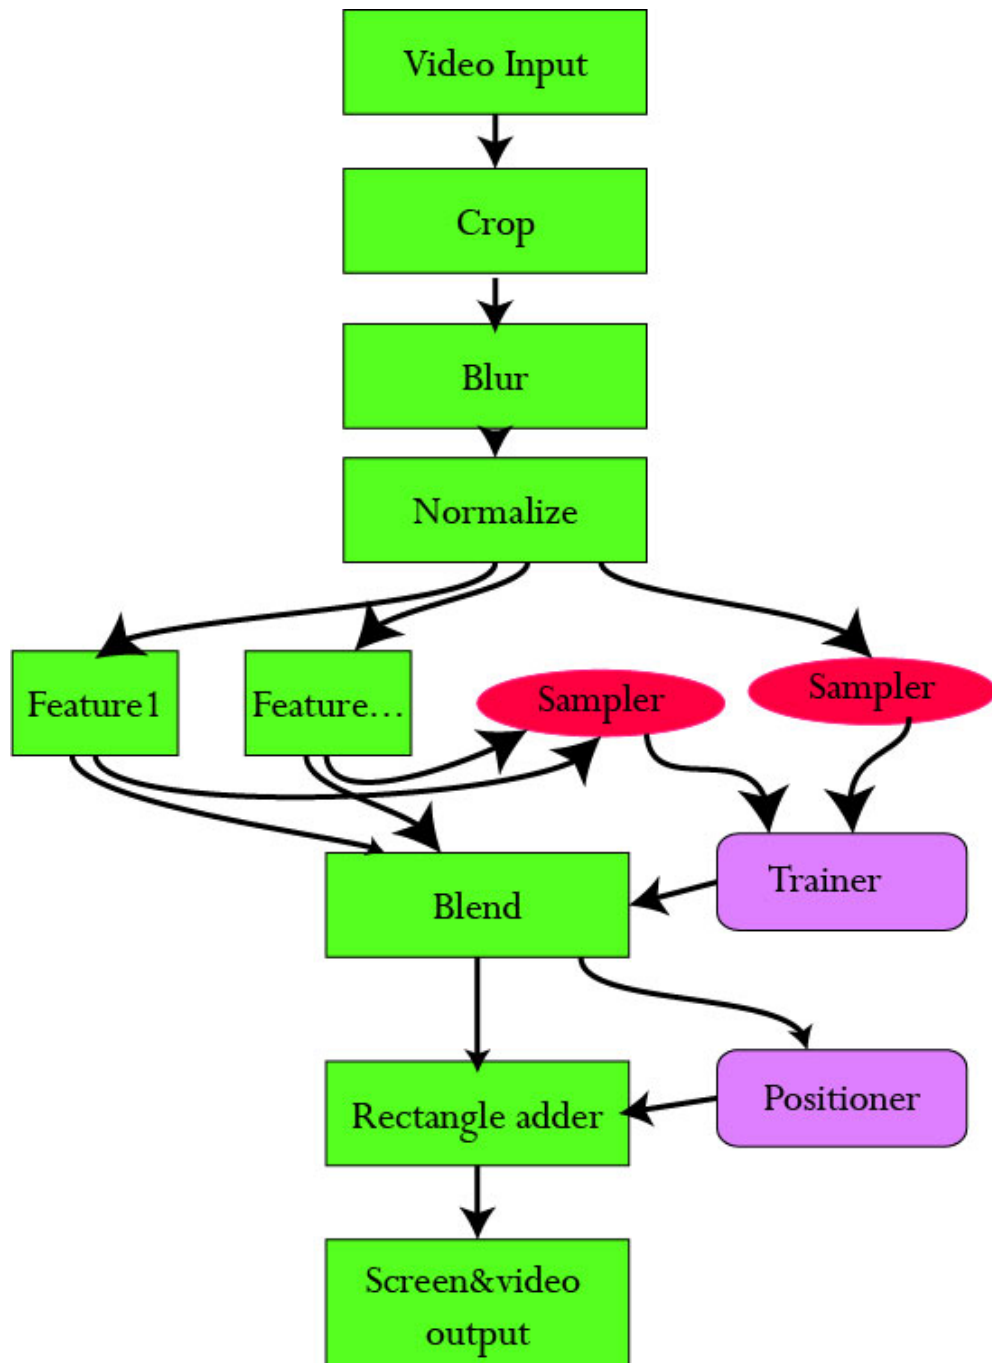 Video Input
Crop
Blur
Normalize
Feature1
Feature...
Sampler
Sampler
Trainer
Blend
Positioner
Rectangle adder
Screen&video
output